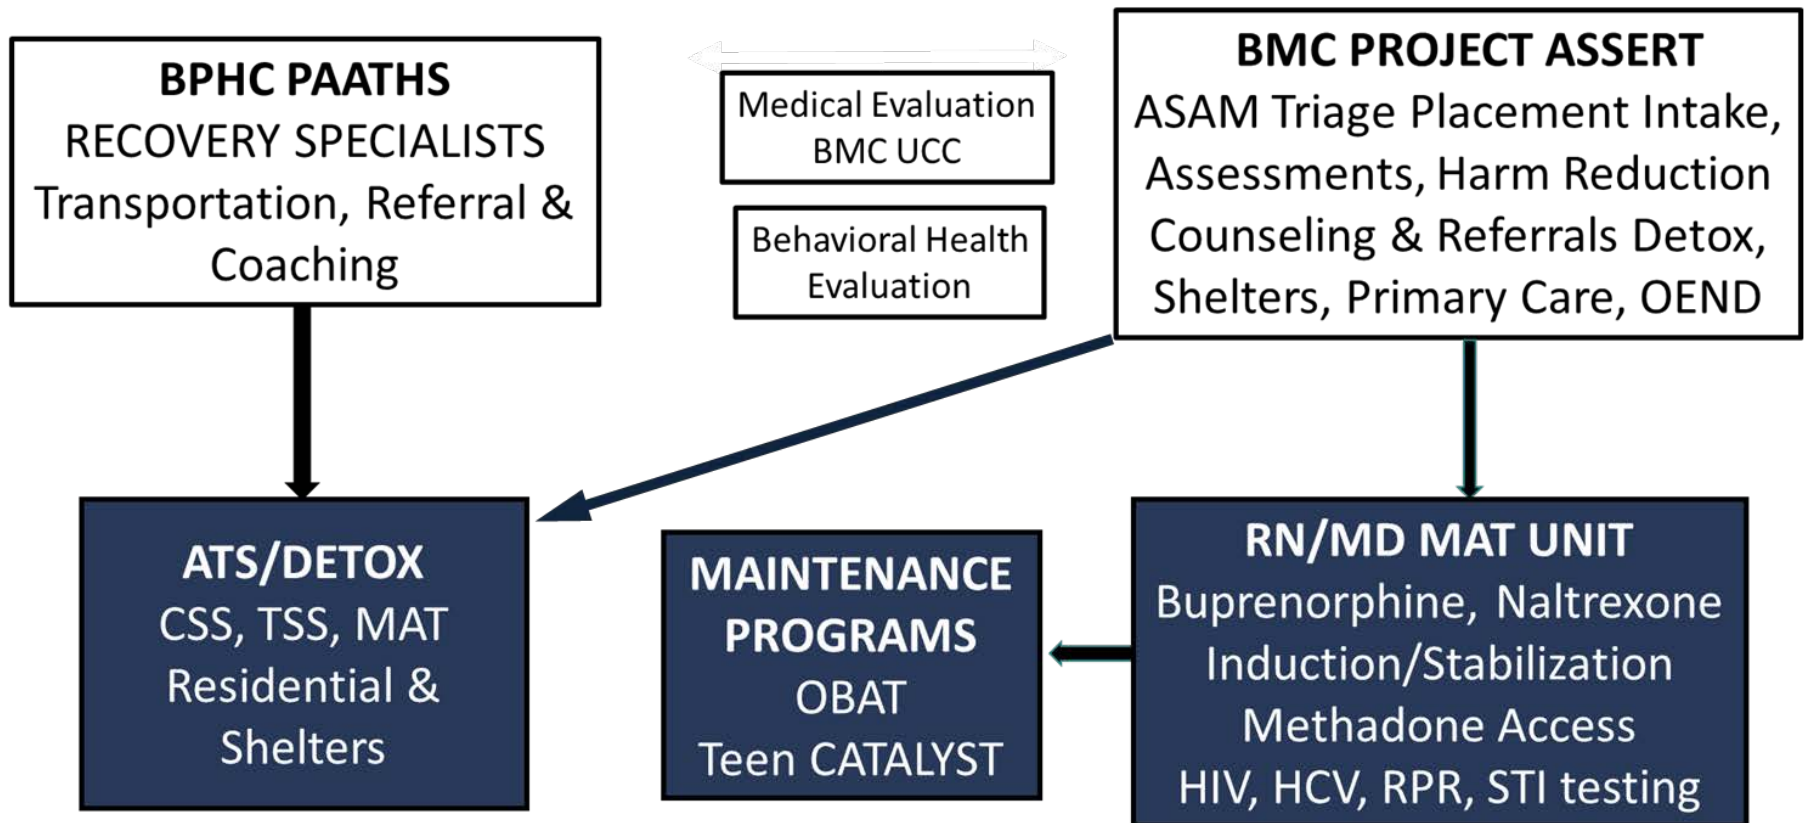 BPHC PAATHS
RECOVERY SPECIALISTS
Transportation, Referral &
Coaching
Medical Evaluation
BMC UCC
Behavioral Health
Evaluation
BMC PROJECT ASSERT
ASAM Triage Placement Intake,
Assessments, Harm Reduction
Counseling & Referrals Detox,
Shelters, Primary Care, OEND
ATS/DETOX
CSS, TSS, MAT
Residential &
Shelters
MAINTENANCE
PROGRAMS
OBAT
Teen CATALYST
RN/MD MAT UNIT
Buprenorphine, Naltrexone
Induction/Stabilization
Methadone Access
HIV, HCV, RPR, STI testing